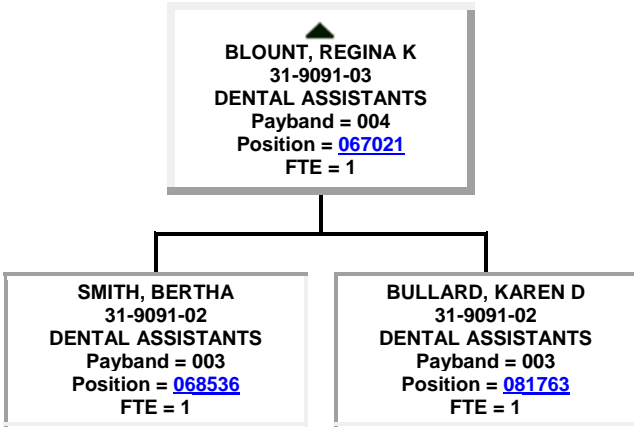 BLOUNT, REGINA K
31-9091-03
DENTAL ASSISTANTS
Payband = 004
Position = 067021
FTE = 1
SMITH, BERTHA
31-9091-02
DENTAL ASSISTANTS
Payband = 003
Position = 068536
FTE = 1
BULLARD, KAREN D
31-9091-02
DENTAL ASSISTANTS
Payband = 003
Position = 081763
FTE = 1